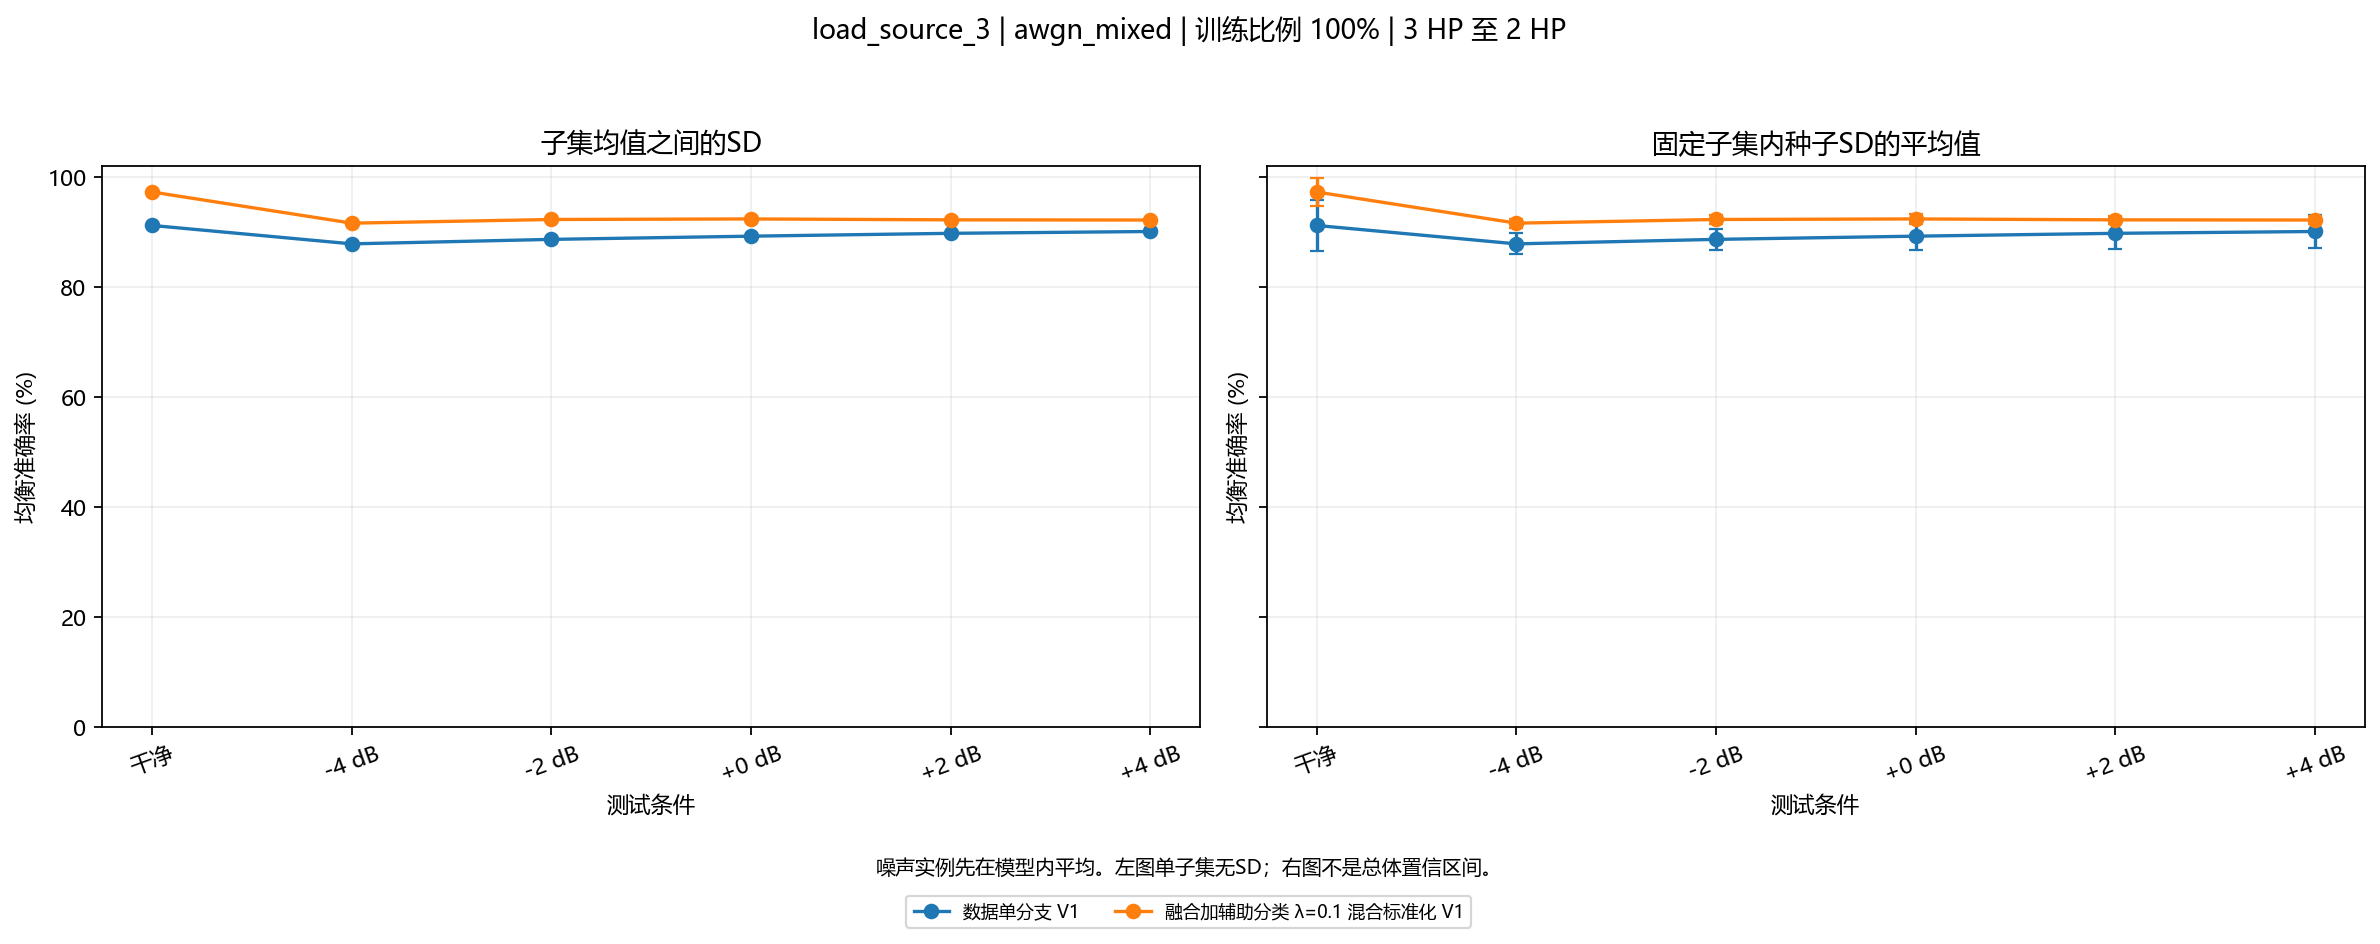 load_source_3 | awgn_mixed | 训练比例 100% | 3 HP 至 2 HP
子集均值之间的SD
均衡准确率 (%)
100
80
60
40
20
0
干净
-4 dB
-2 dB
+0 dB
+2 dB
+4 dB
测试条件
固定子集内种子SD的平均值
均衡准确率 (%)
干净
-4 dB
-2 dB
+0 dB
+2 dB
+4 dB
测试条件
噪声实例先在模型内平均。左图单子集无SD；右图不是总体置信区间。
数据单分支 V1
融合加辅助分类 λ=0.1 混合标准化 V1